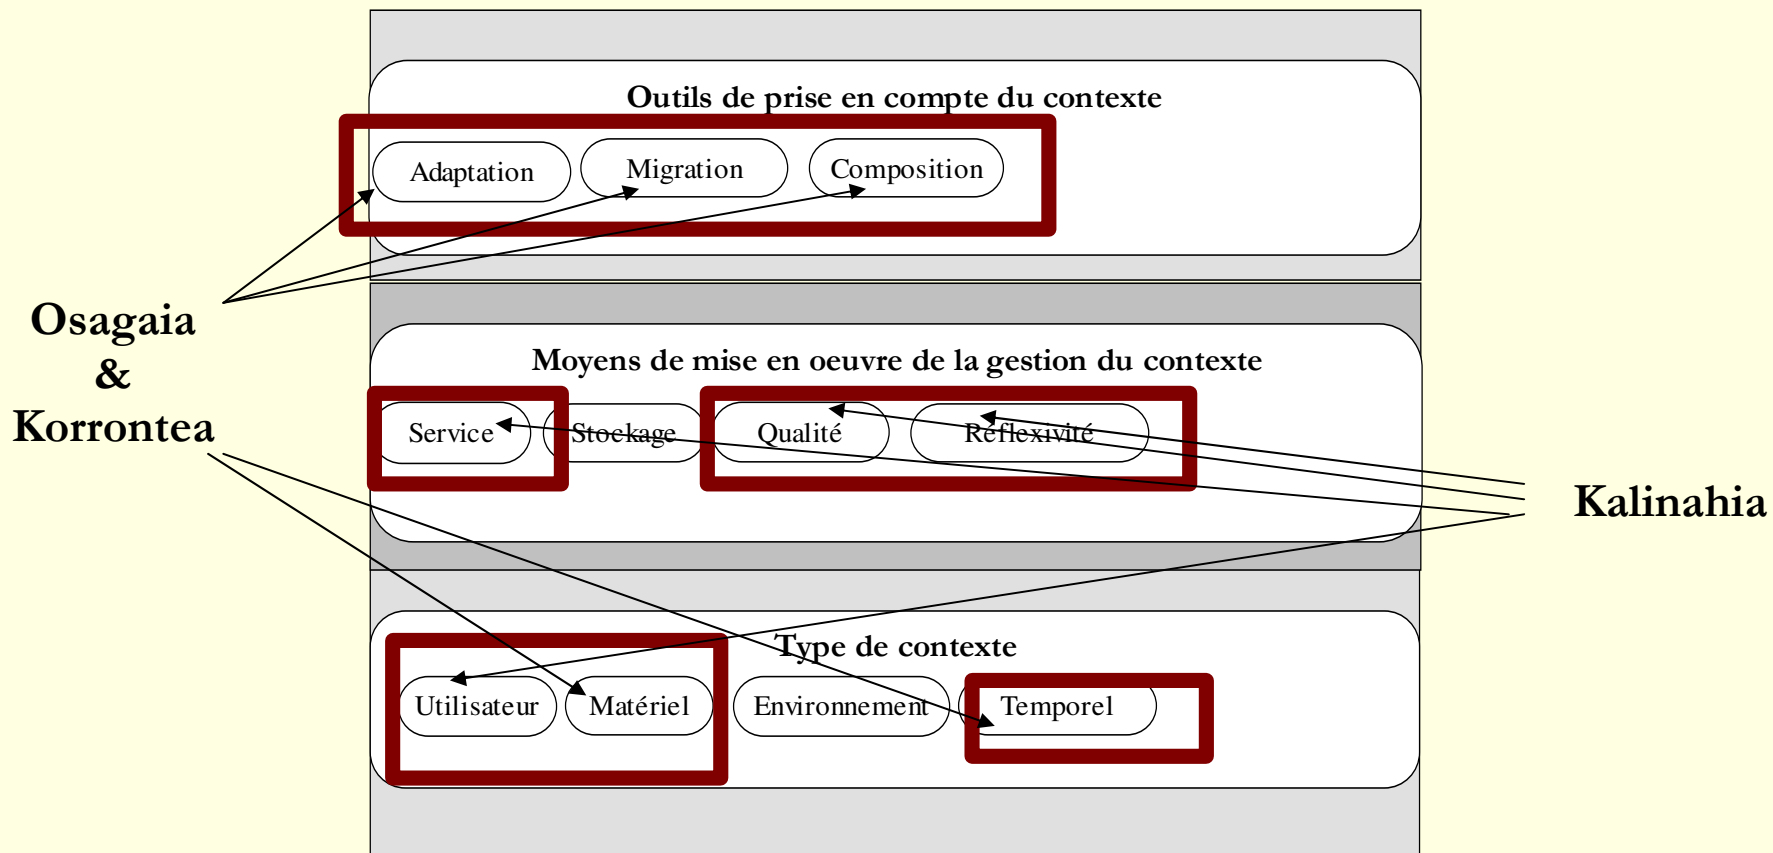 Outils de prise en compte du contexte
Adaptation
Migration
Composition
Osagaia
&
Korrontea
Moyens de mise en oeuvre de la gestion du contexte
Service
Stockage
Qualité
Réflexivité
Kalinahia
Type de contexte
Utilisateur
Matériel
Environnement
Temporel